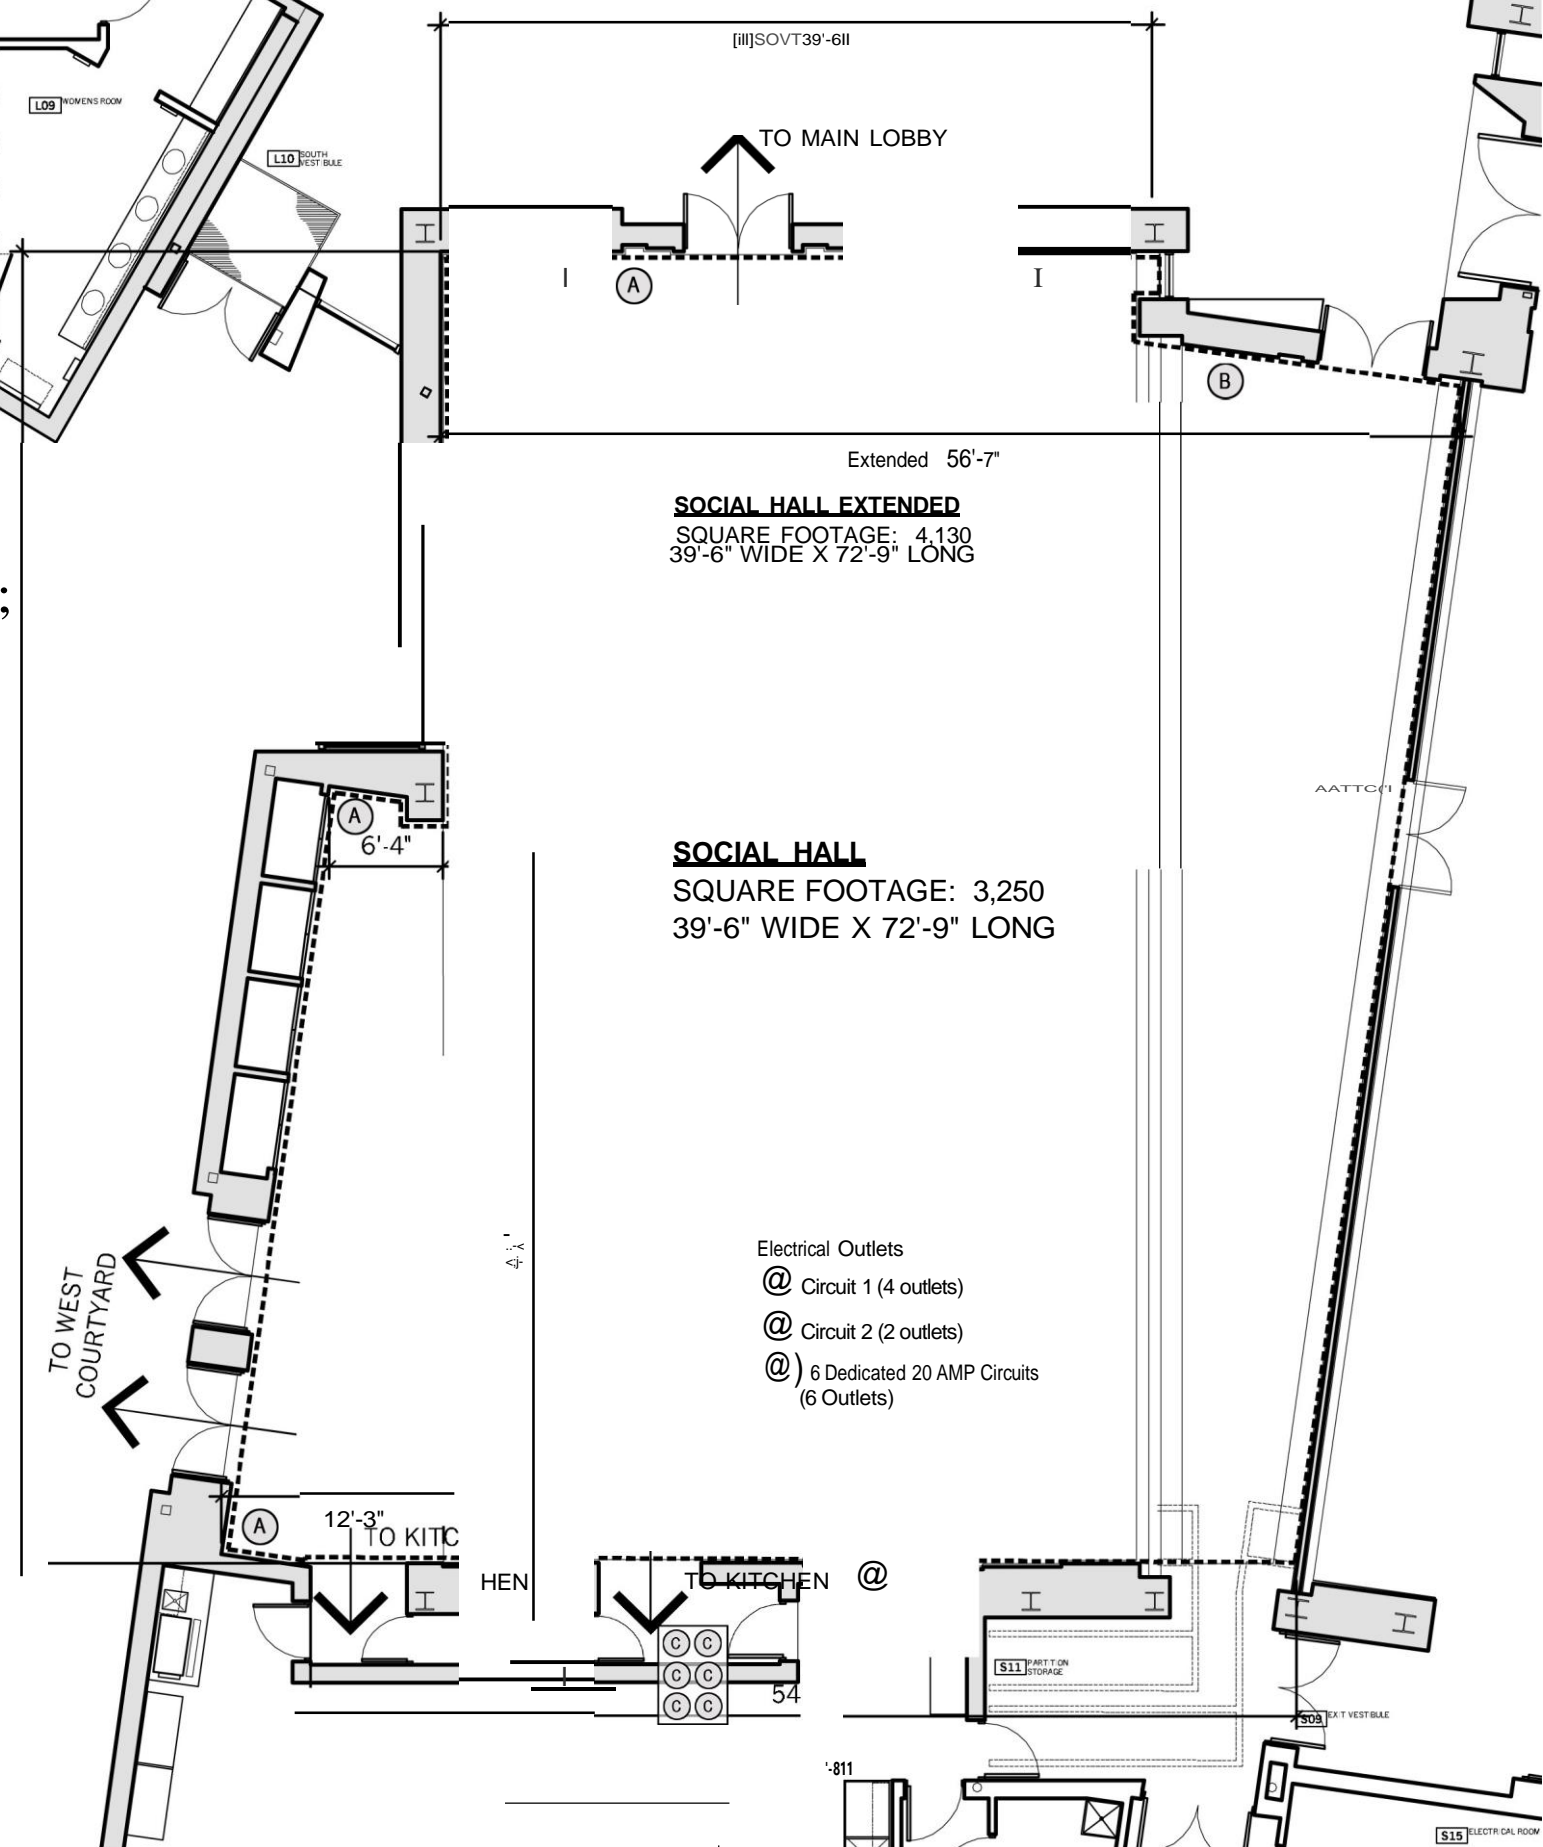 SOVT39'-6II
L09 WOMENS ROOM
TO MAIN LOBBY
L10 SOUTH
VESTIBULE
I
A
I
B
Extended 56'-7"
SOCIAL HALL EXTENDED
SQUARE FOOTAGE: 4,130
39'-6" WIDE X 72'-9" LONG
;
AATTC('I
A
6'-4"
SOCIAL HALL
SQUARE FOOTAGE: 3,250
39'-6" WIDE X 72'-9" LONG
TO WEST
COURTYARD
Electrical Outlets
@ Circuit 1 (4 outlets)
@ Circuit 2 (2 outlets)
@) 6 Dedicated 20 AMP Circuits
(6 Outlets)
A
12'-3"
TO KITC
HEN
TO KITCHEN @
C C
C C
C C
54
'-811
S11 PARTITION
STORAGE
S09 EXIT VESTIBULE
S15 ELECTRICAL ROOM